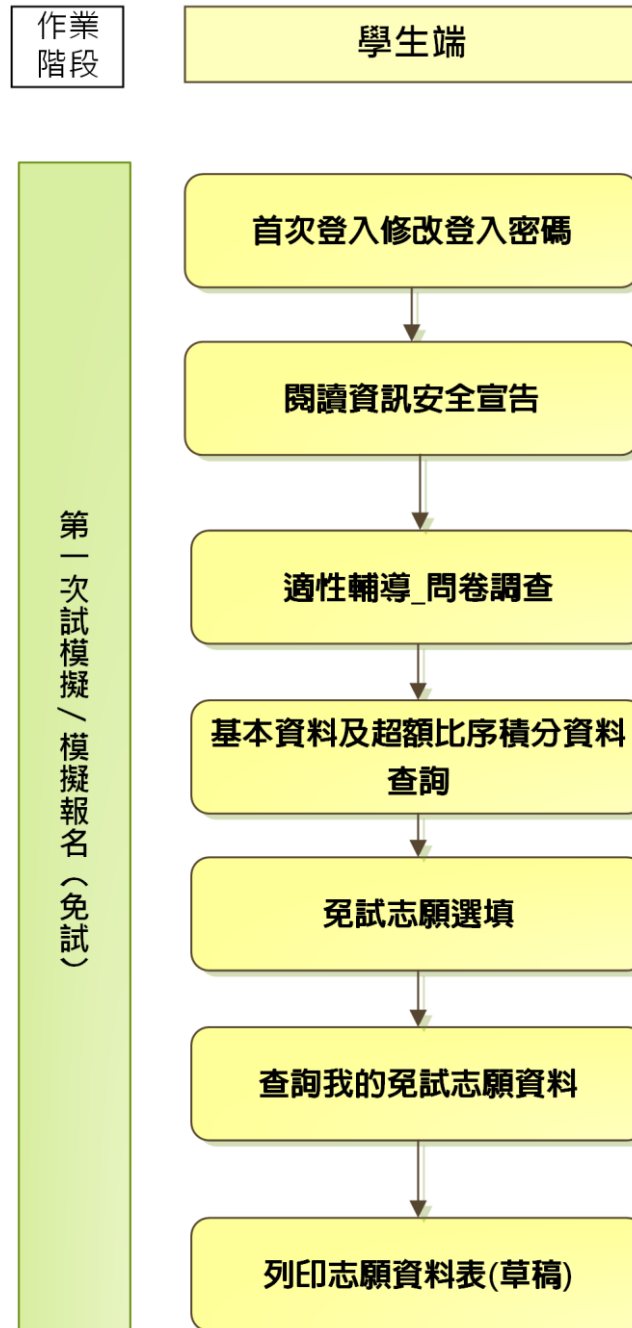 作業
階段
學生端
第一次試模擬/模擬報名(免試)
首次登入修改登入密碼
閱讀資訊安全宣告
適性輔導_問卷調查
基本資料及超額比序積分資料
查詢
免試志願選填
查詢我的免試志願資料
列印志願資料表(草稿)